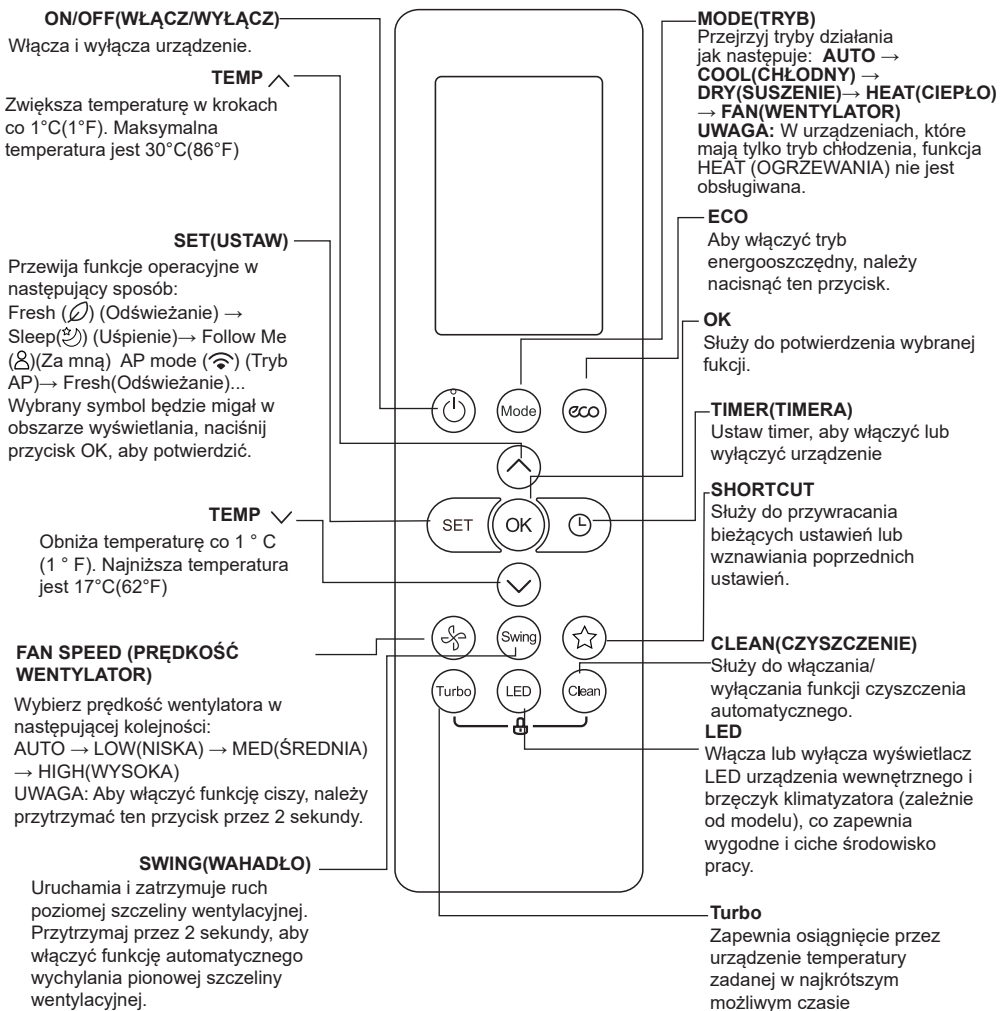 ON/OFF(WŁĄCZ/WYŁĄCZ)
Włącza i wyłącza urządzenie.
TEMP
Zwiększa temperaturę w krokach
co 1°C(1°F). Maksymalna
temperatura jest 30°C(86°F)
SET(USTAW)
Przewija funkcje operacyjne w
następujący sposób:
Fresh () (Odświeżanie) →
Sleep() (Uśpienie)→ Follow Me
()(Za mną) AP mode () (Tryb
AP)→ Fresh(Odświeżanie)...
Wybrany symbol będzie migał w
obszarze wyświetlania, naciśnij
przycisk OK, aby potwierdzić.
TEMP
Obniża temperaturę co 1 ° C
(1 ° F). Najniższa temperatura
jest 17°C(62°F)
FAN SPEED (PRĘDKOŚĆ
WENTYLATOR)
Wybierz prędkość wentylatora w
następującej kolejności:
AUTO → LOW(NISKA) → MED(ŚREDNIA)
→ HIGH(WYSOKA)
UWAGA: Aby włączyć funkcję ciszy, należy
przytrzymać ten przycisk przez 2 sekundy.
SWING(WAHADŁO)
Uruchamia i zatrzymuje ruch
poziomej szczeliny wentylacyjnej.
Przytrzymaj przez 2 sekundy, aby
włączyć funkcję automatycznego
wychylania pionowej szczeliny
wentylacyjnej.
Mode
eco
SET
OK
Swing
Turbo
LED
Clean
MODE(TRYB)
Przejrzyj tryby działania
jak następuje: AUTO →
COOL(CHŁODNY) →
DRY(SUSZENIE)→ HEAT(CIEPŁO)
→ FAN(WENTYLATOR)
UWAGA: W urządzeniach, które
mają tylko tryb chłodzenia, funkcja
HEAT (OGRZEWANIA) nie jest
obsługiwana.
ECO
Aby włączyć tryb
energooszczędny, należy
nacisnąć ten przycisk.
OK
Służy do potwierdzenia wybranej
fukcji.
TIMER(TIMERA)
Ustaw timer, aby włączyć lub
wyłączyć urządzenie
SHORTCUT
Służy do przywracania
bieżących ustawień lub
wznawiania poprzednich
ustawień.
CLEAN(CZYSZCZENIE)
Służy do włączania/
wyłączania funkcji czyszczenia
automatycznego.
LED
Włącza lub wyłącza wyświetlacz
LED urządzenia wewnętrznego i
brzęczyk klimatyzatora (zależnie
od modelu), co zapewnia
wygodne i ciche środowisko
pracy.
Turbo
Zapewnia osiągnięcie przez
urządzenie temperatury
zadanej w najkrótszym
możliwym czasie